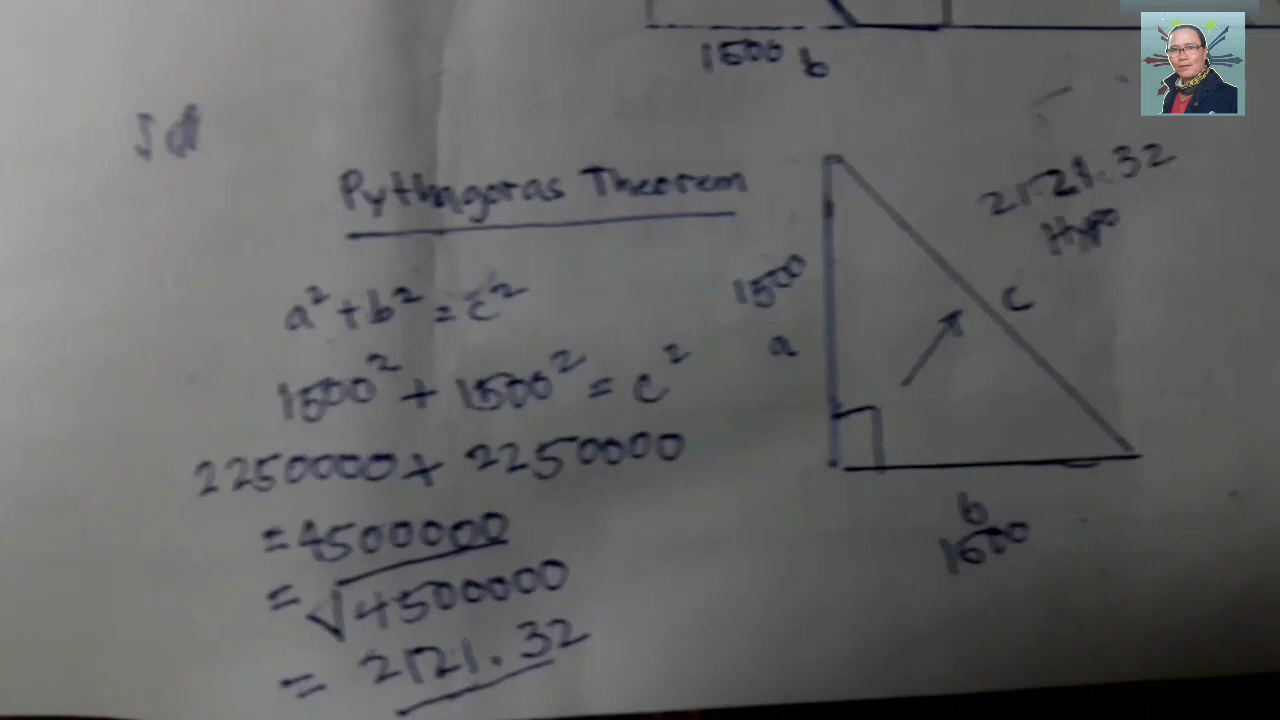 1500 b
Pythagoras Theorem
a² + b² = c²
1500² + 1500² = c²
2250000 + 2250000
= 4500000
= √4500000
= 2121.32
2121.32
Hypo
1500
a
c
b
1500